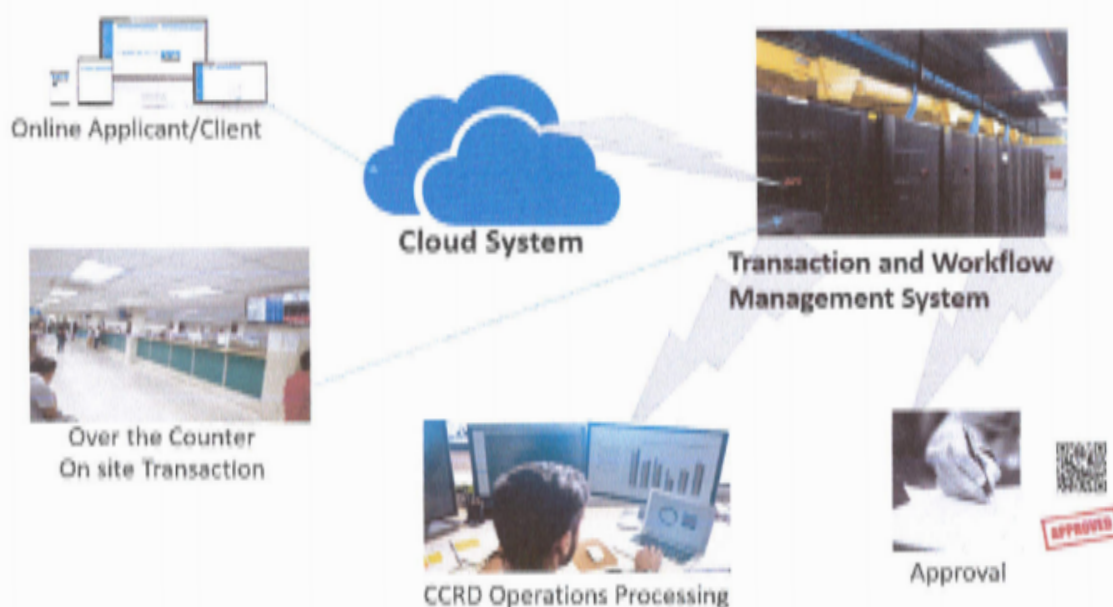 Online Applicant/Client
Cloud System
Transaction and Workflow
Management System
Over the Counter
On site Transaction
CCRD Operations Processing
Approval
APPROVED